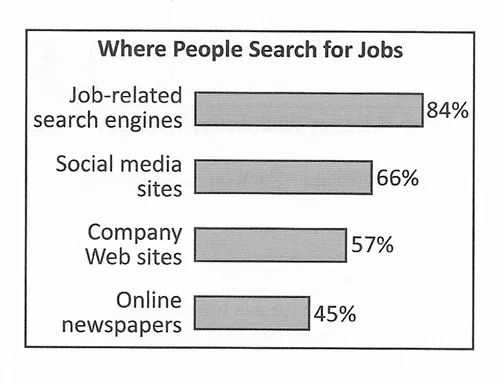 Where People Search for Jobs
Job-related
search engines
84%
Social media
sites
66%
Company
Web sites
57%
Online
newspapers
45%